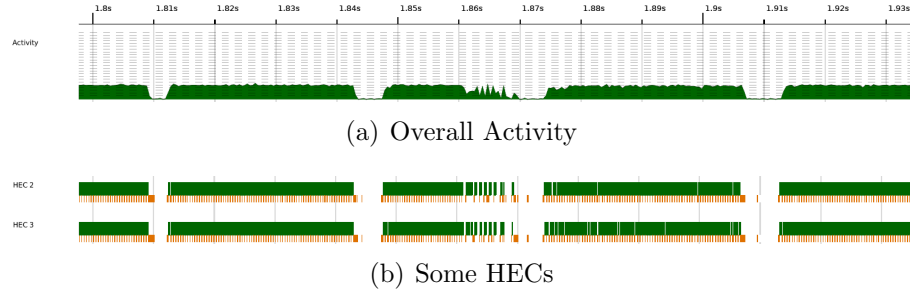 1.8s 1.81s 1.82s 1.83s 1.84s 1.85s 1.86s 1.87s 1.88s 1.89s 1.9s 1.91s 1.92s 1.93s
Activity
(a) Overall Activity
HEC 2
HEC 3
(b) Some HECs